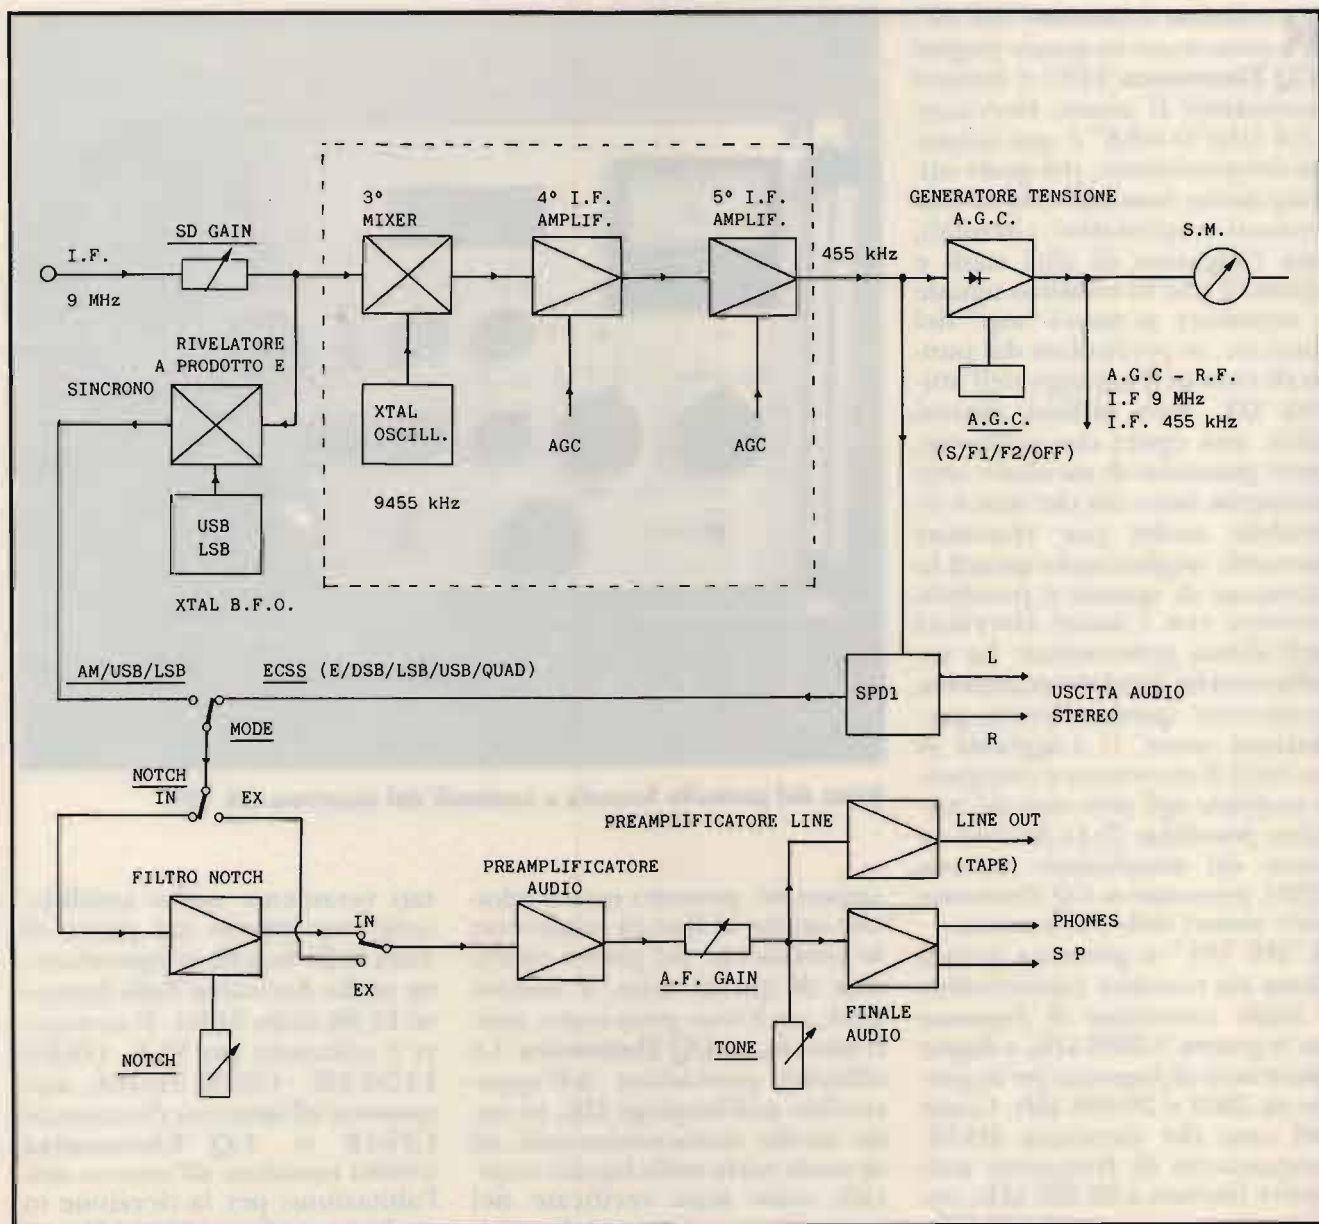 3°
MIXER
4° I.F.
AMPLIF.
5° I.F.
AMPLIF.
GENERATORE TENSIONE
A.G.C.
S.M.
SD GAIN
I.F.
9 MHz
455 kHz
RIVELATORE
A PRODOTTO E
SINCRONO
XTAL
OSCILL.
9455 kHz
AGC
AGC
A.G.C.
(S/F1/F2/OFF)
A.G.C - R.F.
I.F 9 MHz
I.F. 455 kHz
USB
LSB
XTAL B.F.O.
AM/USB/LSB
ECSS (E/DSB/LSB/USB/QUAD)
MODE
SPD1
L
USCITA AUDIO
STEREO
R
NOTCH
IN
EX
FILTRO NOTCH
NOTCH
IN
EX
PREAMPLIFICATORE
AUDIO
A.F. GAIN
PREAMPLIFICATORE LINE
LINE OUT
(TAPE)
PHONES
S P
FINALE
AUDIO
TONE